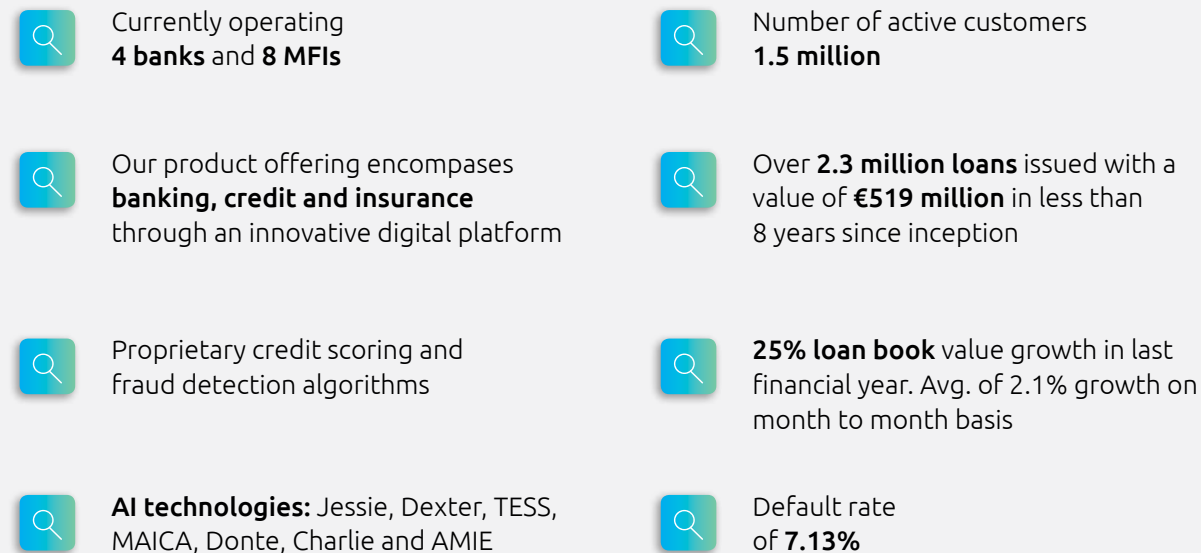 Currently operating
4 banks and 8 MFIs
Number of active customers
1.5 million
Our product offering encompases
banking, credit and insurance
through an innovative digital platform
Over 2.3 million loans issued with a
value of €519 million in less than
8 years since inception
Proprietary credit scoring and
fraud detection algorithms
25% loan book value growth in last
financial year. Avg. of 2.1% growth on
month to month basis
AI technologies: Jessie, Dexter, TESS,
MAICA, Donte, Charlie and AMIE
Default rate
of 7.13%